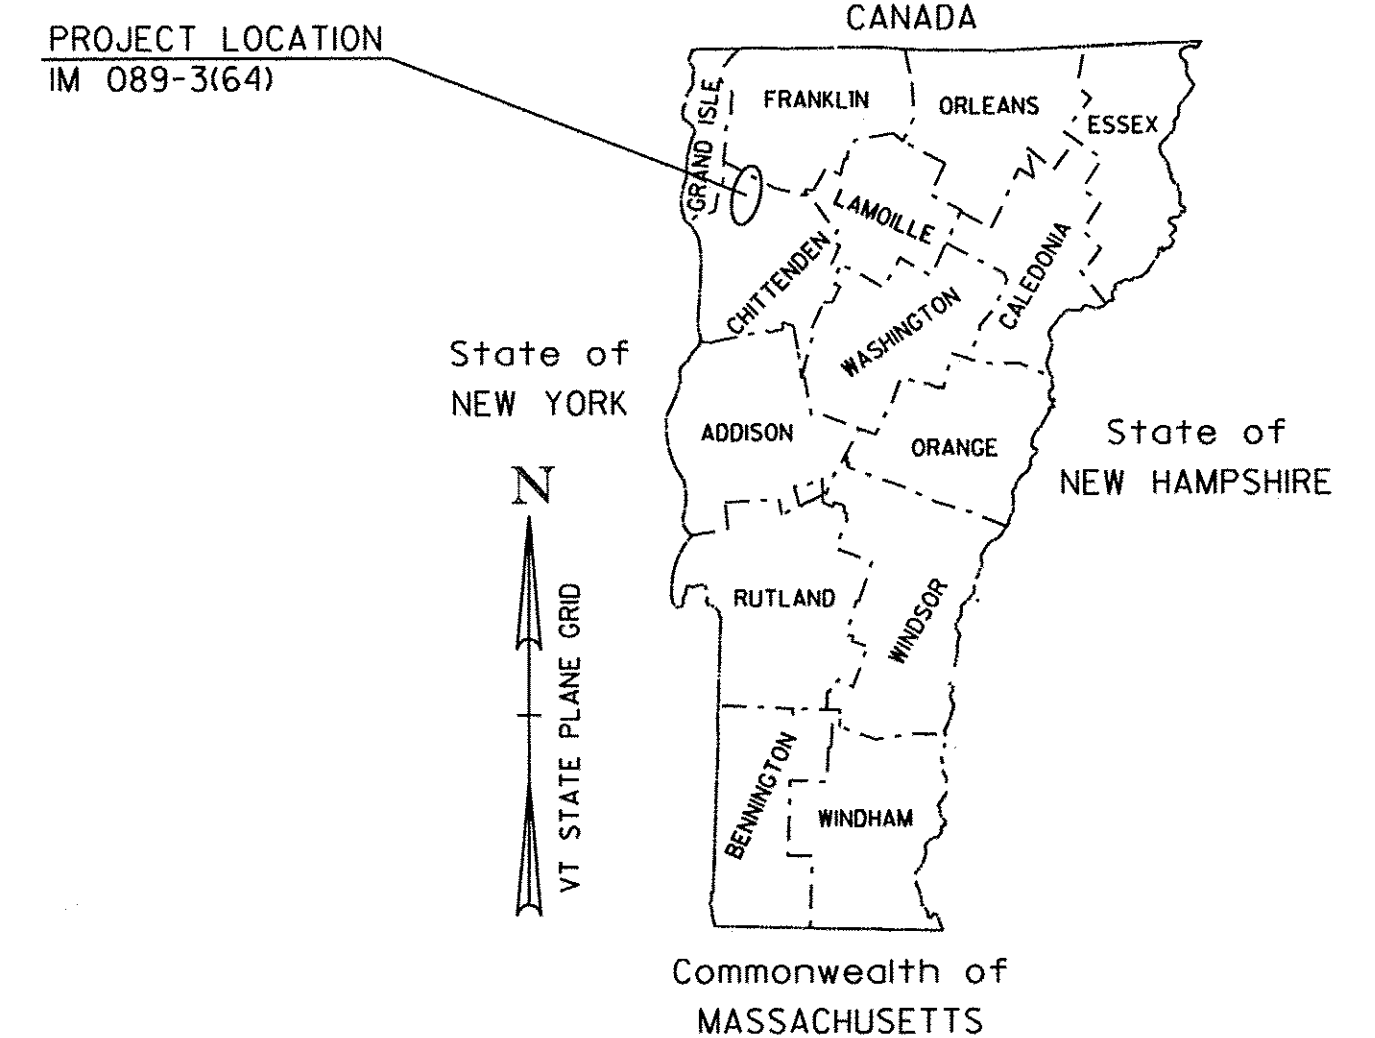 CANADA
PROJECT LOCATION
IM 089-3(64)
GRAND ISLE
FRANKLIN
ORLEANS
ESSEX
LAMOILLE
CHITTENDEN
CALEDONIA
WASHINGTON
State of
NEW YORK
ADDISON
ORANGE
State of
NEW HAMPSHIRE
N
VT STATE PLANE GRID
RUTLAND
WINDSOR
BENNINGTON
WINDHAM
Commonwealth of
MASSACHUSETTS